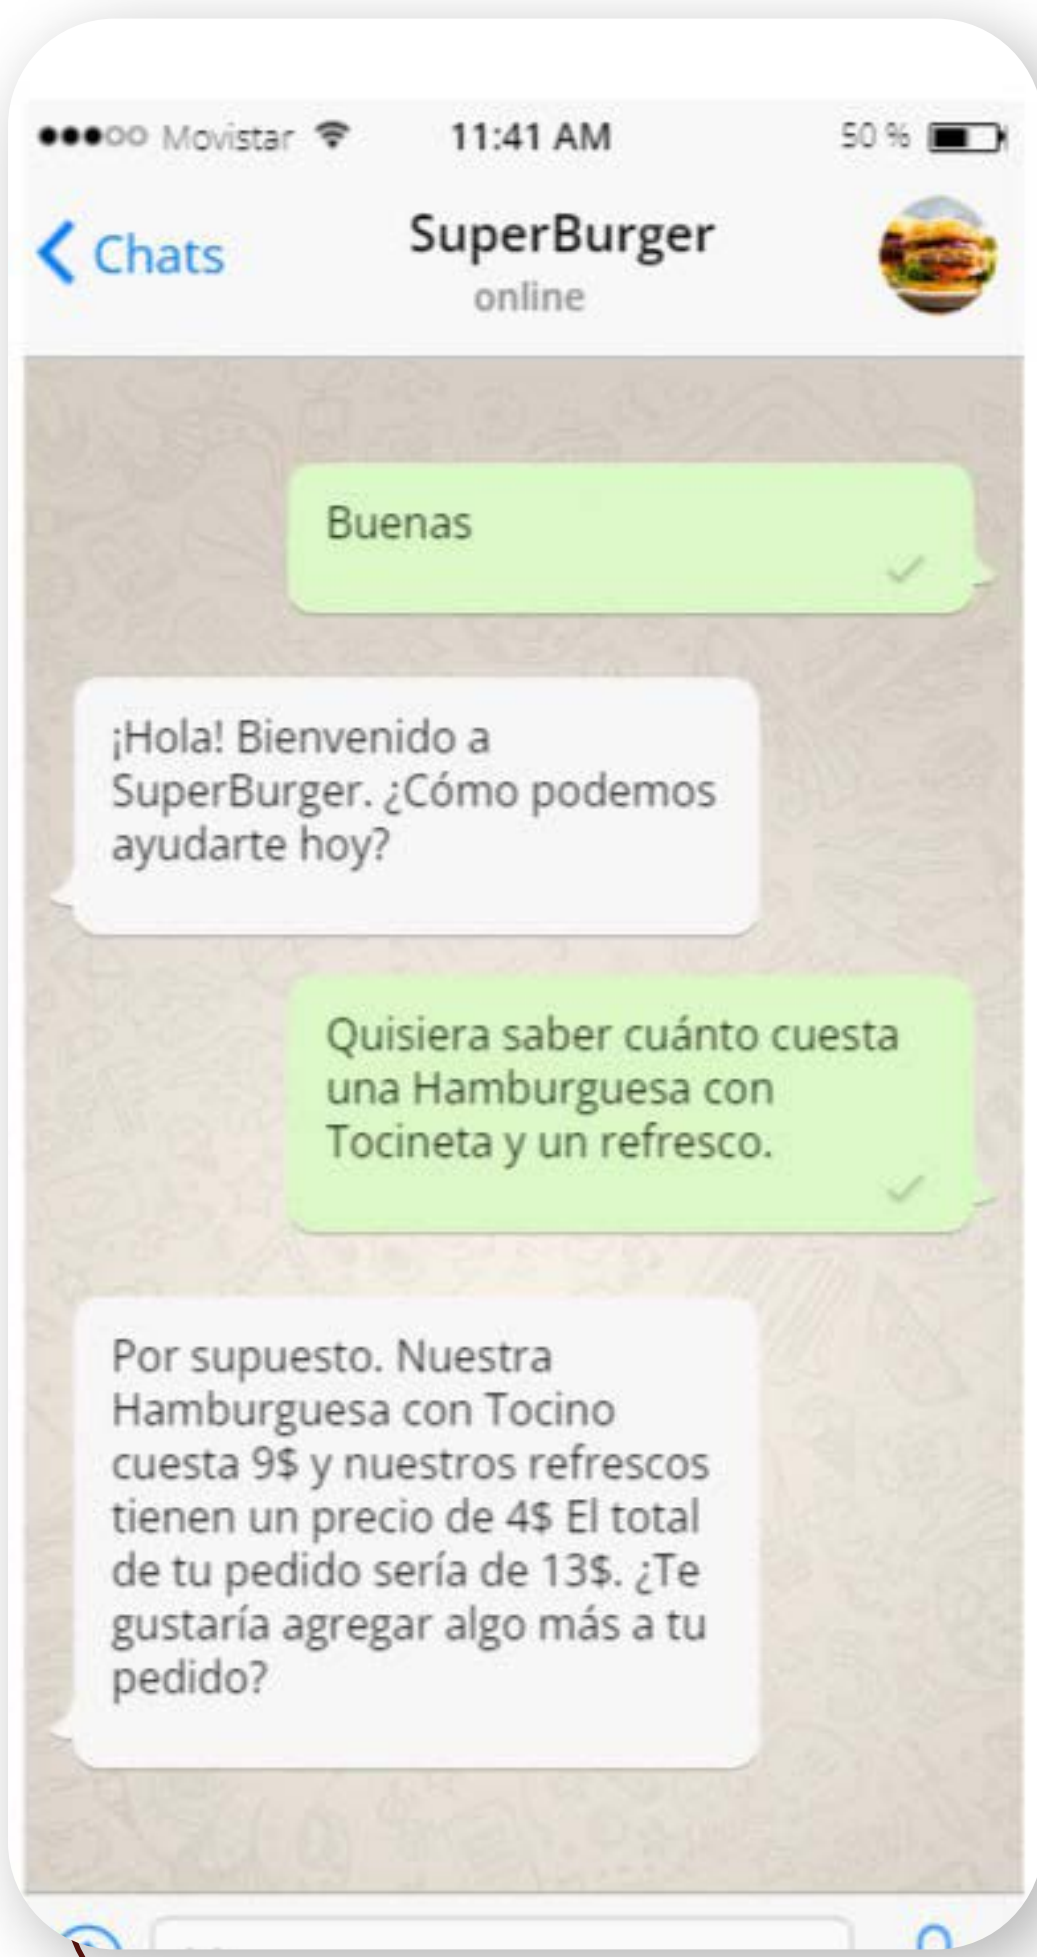 Movistar 11:41 AM 50 %
Chats SuperBurger
online
Buenas
¡Hola! Bienvenido a
SuperBurger. ¿Cómo podemos
ayudarte hoy?
Quisiera saber cuánto cuesta
una Hamburguesa con
Tocineta y un refresco.
Por supuesto. Nuestra
Hamburguesa con Tocino
cuesta 9$ y nuestros refrescos
tienen un precio de 4$ El total
de tu pedido sería de 13$. ¿Te
gustaría agregar algo más a tu
pedido?